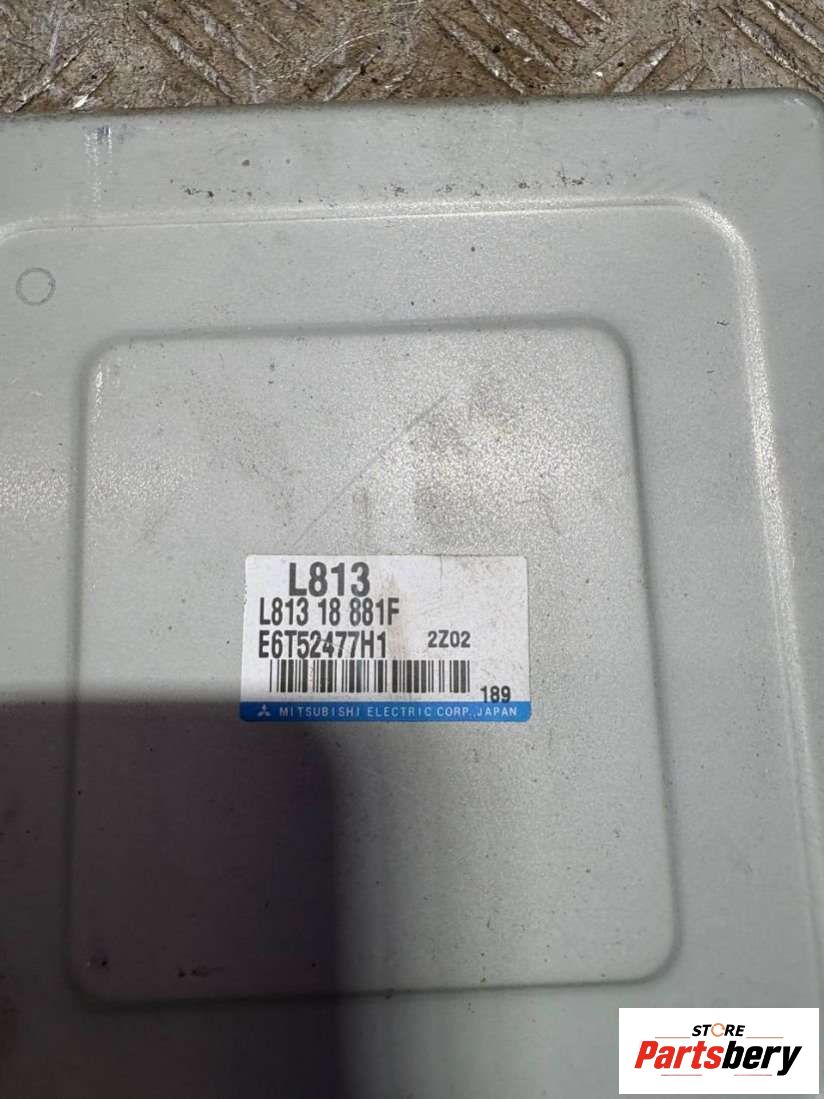 L813
L813 18 881F
E6T52477H1 2Z02
189
MITSUBISHI ELECTRIC CORP.,JAPAN
STORE
Partsbery